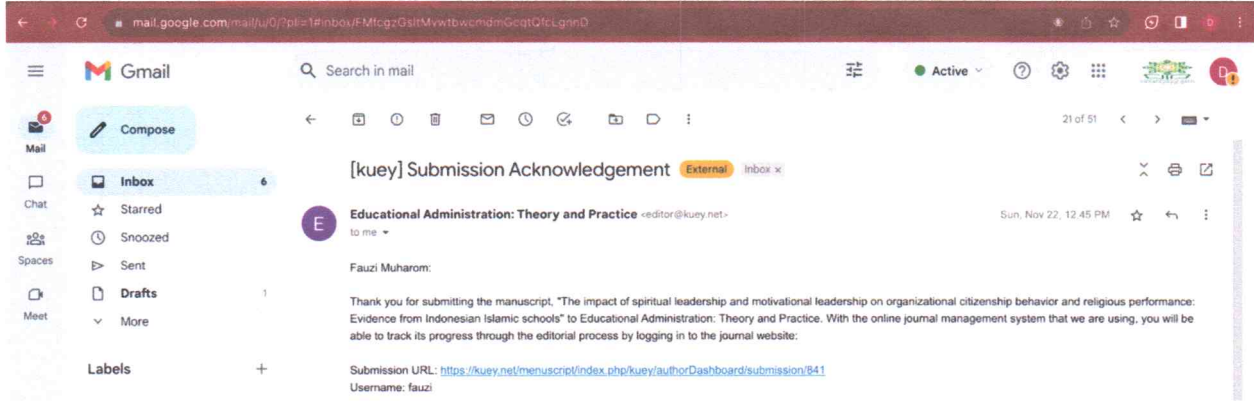 mail.google.com/mail/u/0/?pli=1#inbox/FMfcgzGsltMvwtbwcmdmGcqtQfcLgnnD
Gmail
Search in mail
Active
D
6
Mail
Compose
21 of 51
[kuey] Submission Acknowledgement External Inbox x
Inbox 6
Chat
Starred
E
Educational Administration: Theory and Practice <editor@kuey.net>
Sun, Nov 22, 12.45 PM
to me
Snoozed
Spaces
Sent
Fauzi Muharom:
Drafts 1
Meet
More
Thank you for submitting the manuscript, "The impact of spiritual leadership and motivational leadership on organizational citizenship behavior and religious performance:
Evidence from Indonesian Islamic schools" to Educational Administration: Theory and Practice. With the online journal management system that we are using, you will be
able to track its progress through the editorial process by logging in to the journal website:
Labels
Submission URL: https://kuey.net/menuscript/index.php/kuey/authorDashboard/submission/841
Username: fauzi